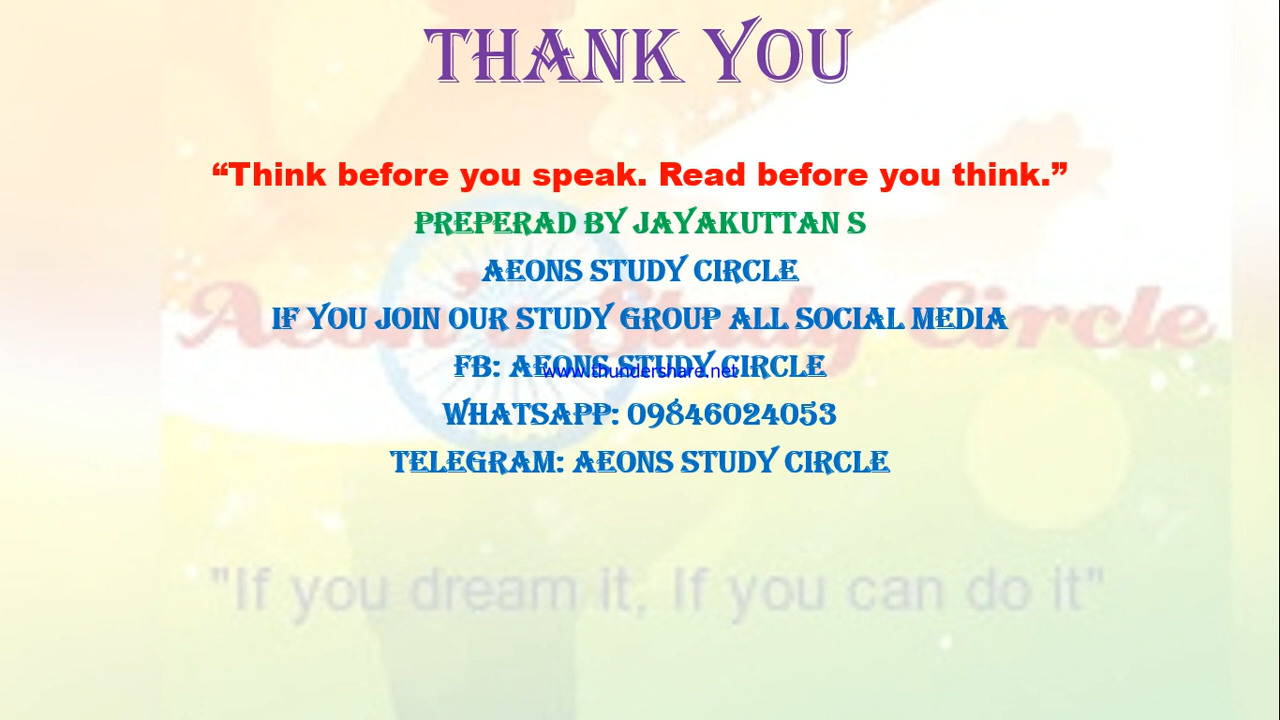 THANK YOU
“Think before you speak. Read before you think.”
PREPERAD BY JAYAKUTTAN S
AEONS STUDY CIRCLE
Aeon's Study Circle
IF YOU JOIN OUR STUDY GROUP ALL SOCIAL MEDIA
FB: AEONS STUDY CIRCLE
www.thundershare.net
WHATSAPP: 09846024053
TELEGRAM: AEONS STUDY CIRCLE
"If you dream it, If you can do it"